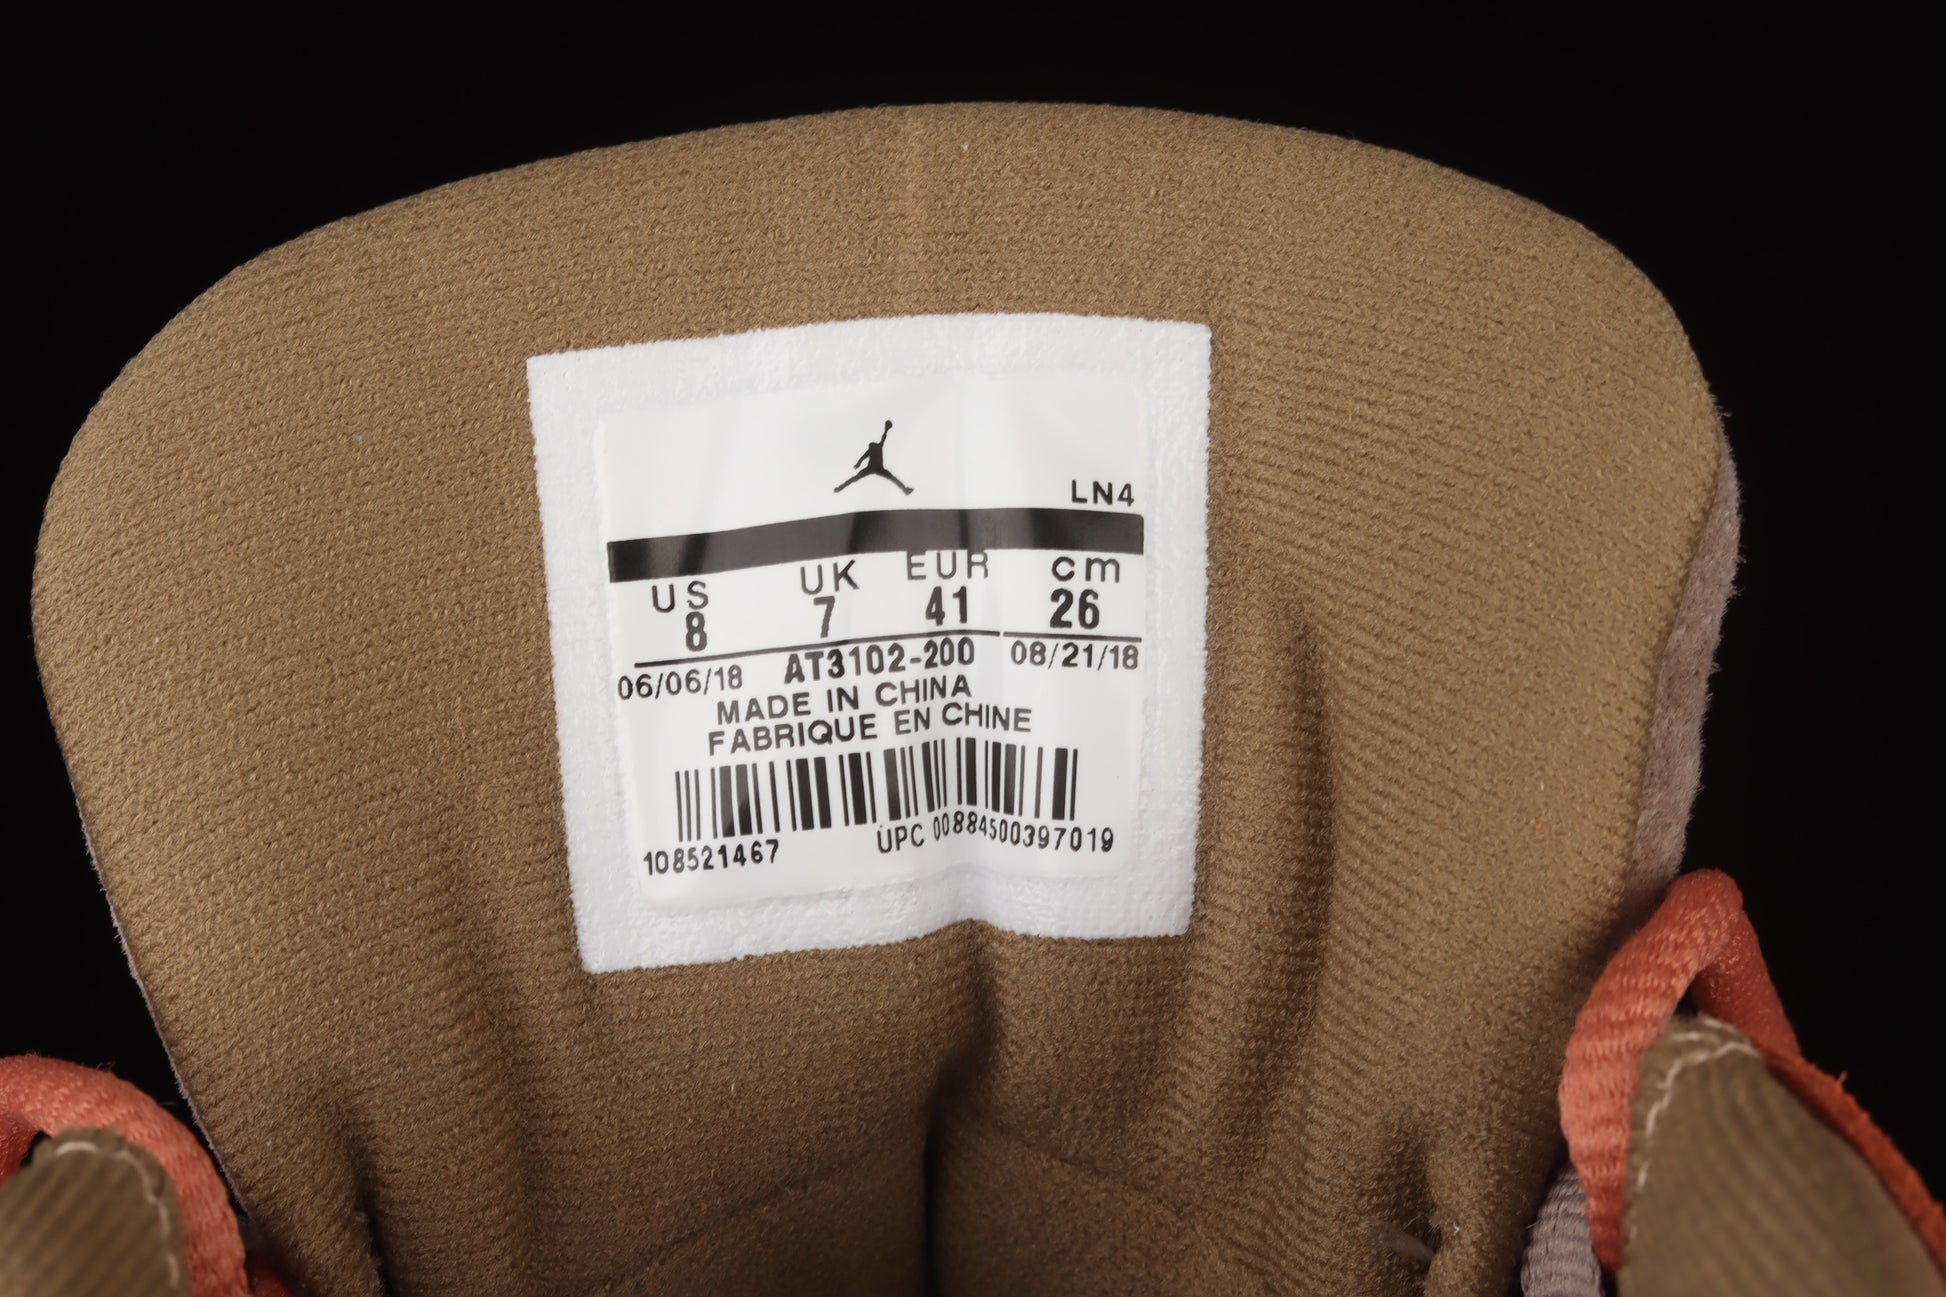 LN4
US UK EUR cm
8 7 41 26
06/06/18 AT3102-200 08/21/18
MADE IN CHINA
FABRIQUE EN CHINE
108521467 UPC 00884500397019